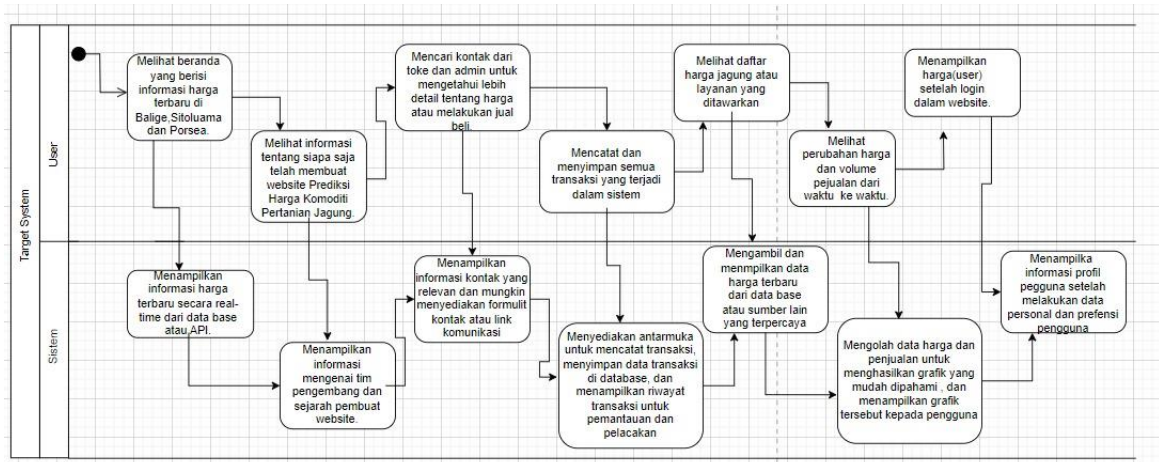 Target System
User
Melihat beranda
yang berisi
informasi harga
terbaru di
Balige,Sitoluama
dan Porsea.
Melihat informasi
tentang siapa saja
telah membuat
website Prediksi
Harga Komoditi
Pertanian Jagung.
Mencari kontak dari
toke dan admin untuk
mengetahui lebih
detail tentang harga
atau melakukan jual
beli.
Mencatat dan
menyimpan semua
transaksi yang terjadi
dalam sistem
Melihat daftar
harga jagung atau
layanan yang
ditawarkan
Melihat
perubahan harga
dan volume
pejualan dari
waktu ke waktu.
Menampilkan
harga(user)
setelah login
dalam website.
Sistem
Menampilkan
informasi harga
terbaru secara real-
time dari data base
atau API.
Menampilkan
informasi
mengenai tim
pengembang dan
sejarah pembuat
website.
Menampilkan
informasi kontak yang
relevan dan mungkin
menyediakan formulit
kontak atau link
komunikasi
Menyediakan antarmuka
untuk mencatat transaksi,
menyimpan data transaksi
di database, dan
menampilkan riwayat
transaksi untuk
pemantauan dan
pelacakan
Mengambil dan
menmpilkan data
harga terbaru
dari data base
atau sumber lain
yang terpercaya
Mengolah data harga dan
penjualan untuk
menghasilkan grafik yang
mudah dipahami , dan
menampilkan grafik
tersebut kepada pengguna
Menampilka
informasi profil
pegguna setelah
melakukan data
personal dan prefensi
pengguna